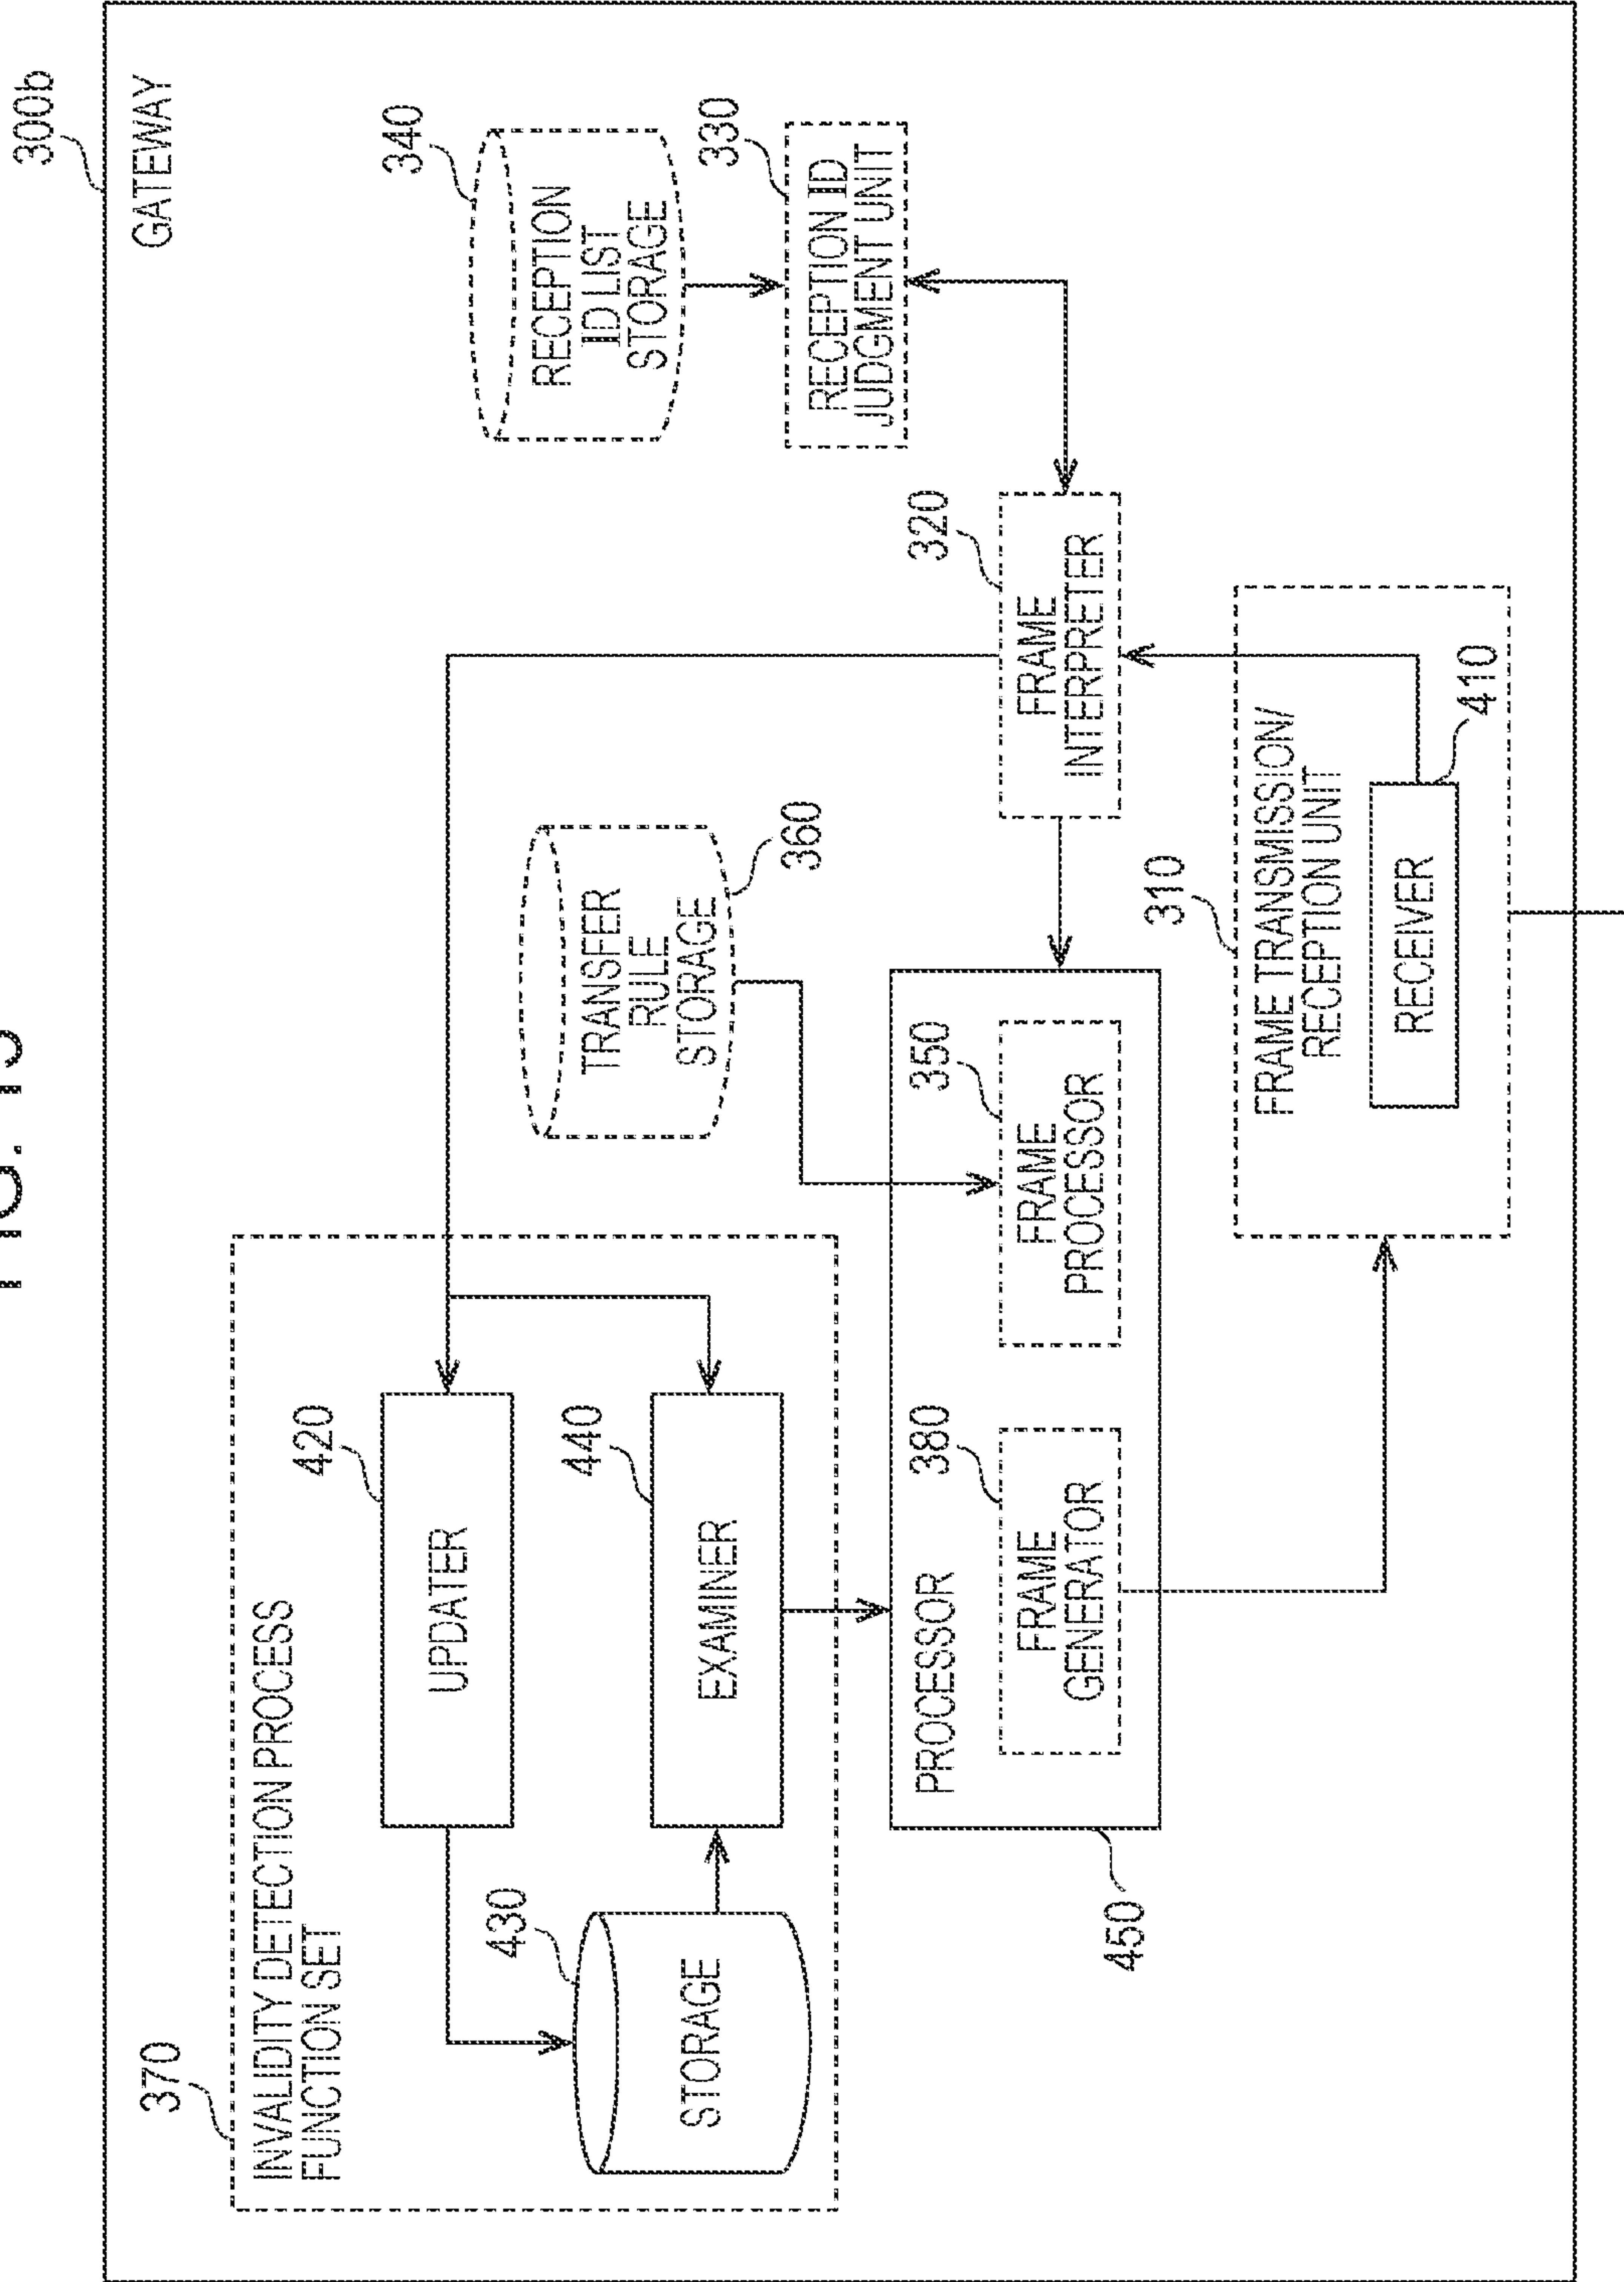 FIG.
300b
GATEWAY
370
INVALIDITY DETECTION PROCESS
FUNCTION SET
420
UPDATER
430
STORAGE
440
EXAMINER
360
TRANSFER
RULE
STORAGE
340
RECEPTION
ID LIST
STORAGE
330
RECEPTION ID
JUDGMENT UNIT
450
PROCESSOR
380
FRAME
GENERATOR
350
FRAME
PROCESSOR
320
FRAME
INTERPRETER
310
FRAME TRANSMISSION/
RECEPTION UNIT
410
RECEIVER